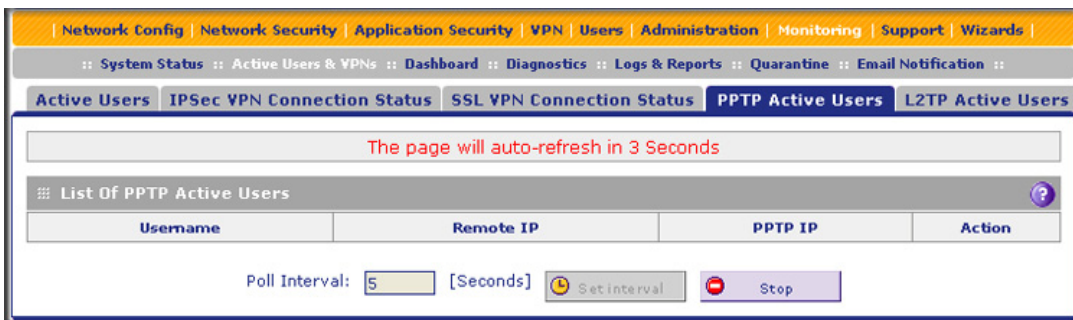 | Network Config | Network Security | Application Security | VPN | Users | Administration | Monitoring | Support | Wizards |
:: System Status :: Active Users & VPNs :: Dashboard :: Diagnostics :: Logs & Reports :: Quarantine :: Email Notification ::
Active Users IPSec VPN Connection Status SSL VPN Connection Status PPTP Active Users L2TP Active Users
The page will auto-refresh in 3 Seconds
List Of PPTP Active Users ?
Username Remote IP PPTP IP Action
Poll Interval: 5 [Seconds] Set interval Stop